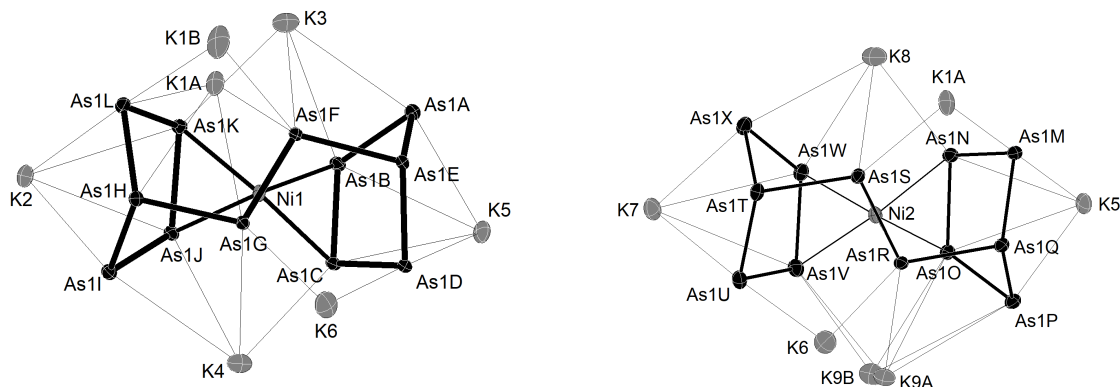 K3
K1B
K1A
As1L
As1F
As1A
As1K
K2
As1H
As1B
As1E
Ni1
As1J
As1G
K5
As1C
As1D
As1I
K6
K4
K8
K1A
As1X
As1N
As1M
As1W
As1S
K7
As1T
Ni2
K5
As1R
As1Q
As1V
As1O
As1U
As1P
K6
K9B
K9A